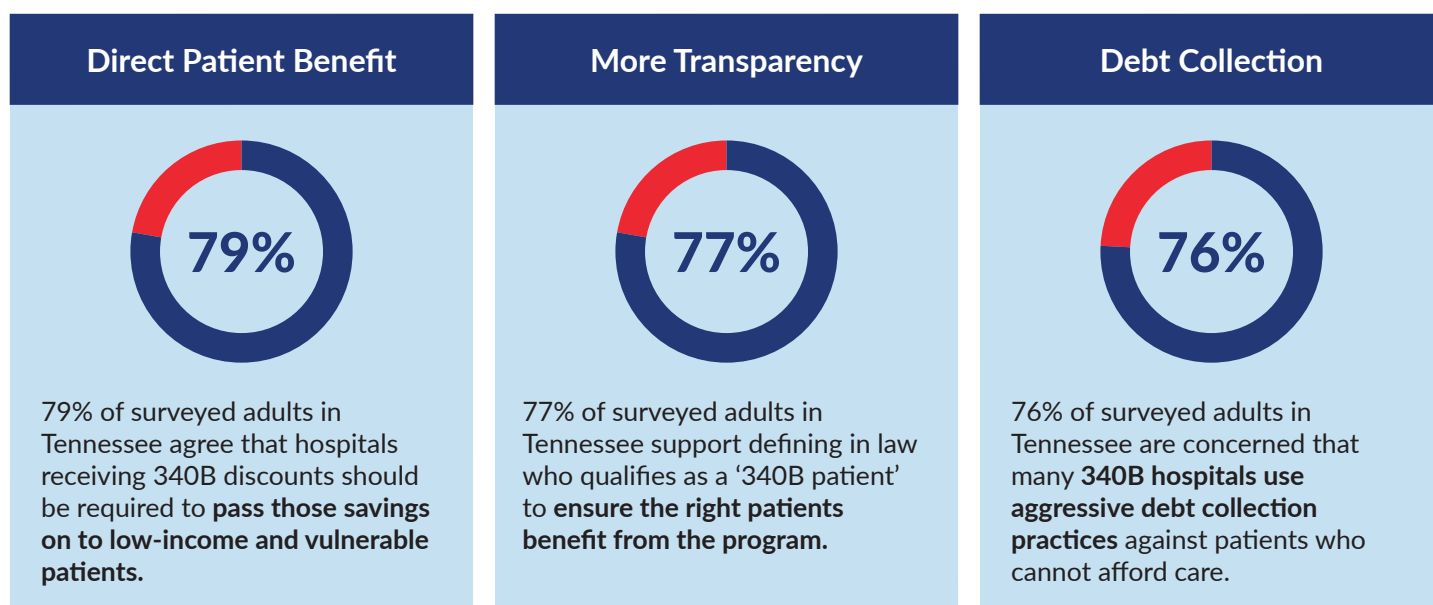 Direct Patient Benefit
79%
79% of surveyed adults in
Tennessee agree that hospitals
receiving 340B discounts should
be required to pass those savings
on to low-income and vulnerable
patients.
More Transparency
77%
77% of surveyed adults in
Tennessee support defining in law
who qualifies as a ‘340B patient’
to ensure the right patients
benefit from the program.
Debt Collection
76%
76% of surveyed adults in
Tennessee are concerned that
many 340B hospitals use
aggressive debt collection
practices against patients who
cannot afford care.